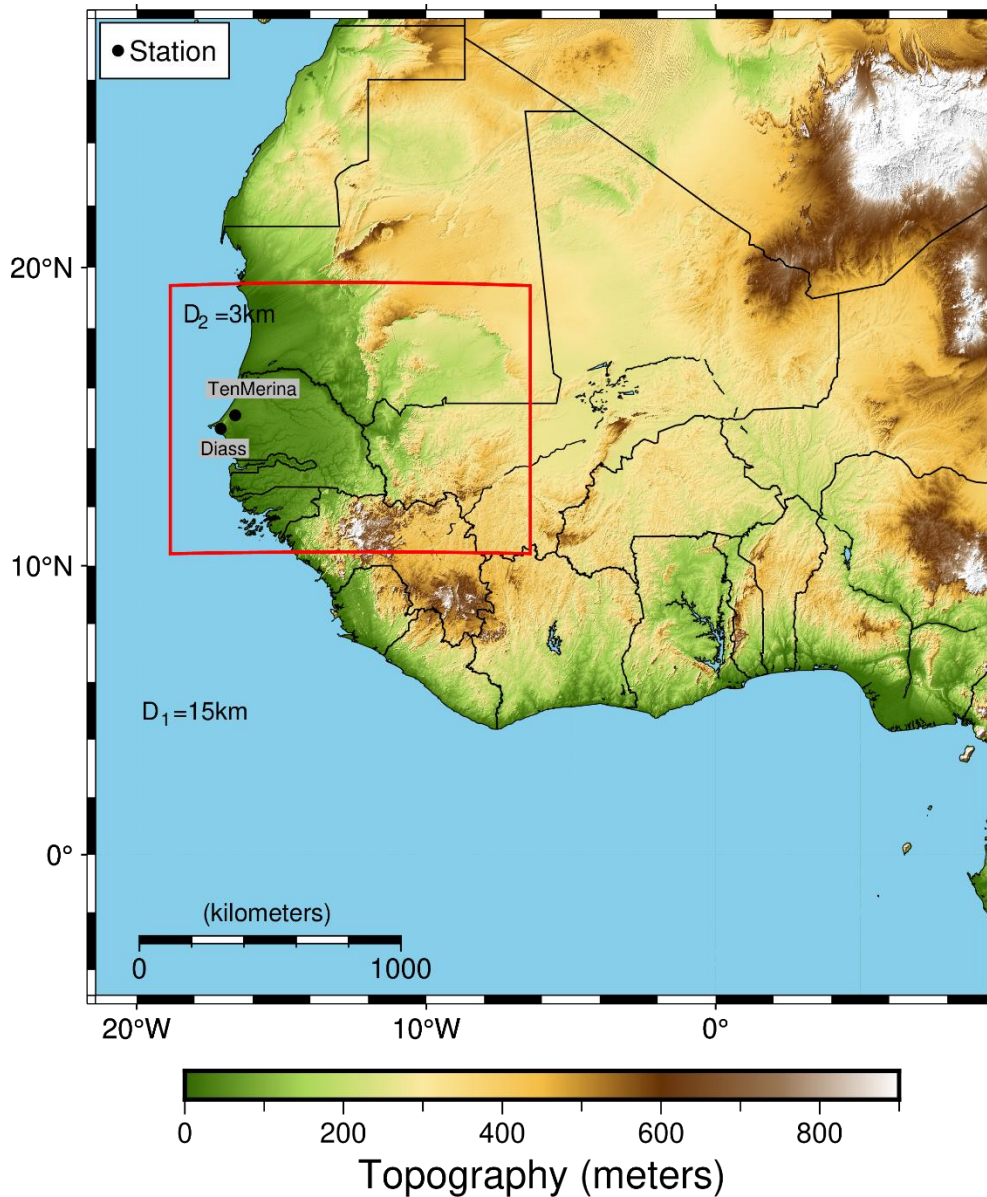 Station
20°N
D2 =3km
TenMerina
Diass
10°N
D1=15km
0°
(kilometers)
0 1000
20°W 10°W 0°
0 200 400 600 800
Topography (meters)